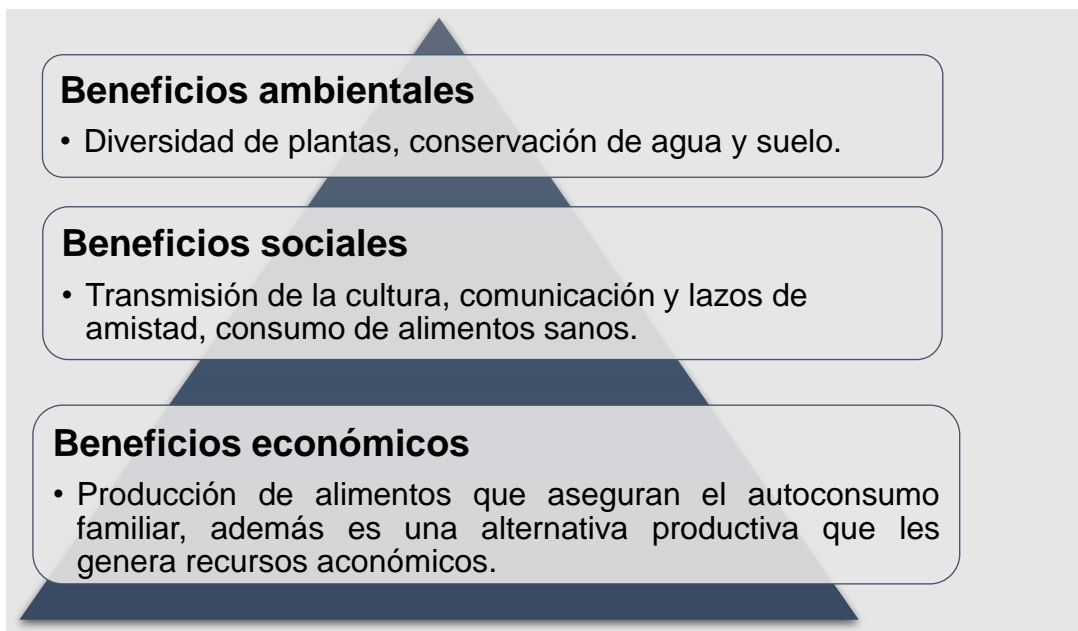 Beneficios ambientales
• Diversidad de plantas, conservación de agua y suelo.
Beneficios sociales
• Transmisión de la cultura, comunicación y lazos de
amistad, consumo de alimentos sanos.
Beneficios económicos
• Producción de alimentos que aseguran el autoconsumo
familiar, además es una alternativa productiva que les
genera recursos aconómicos.